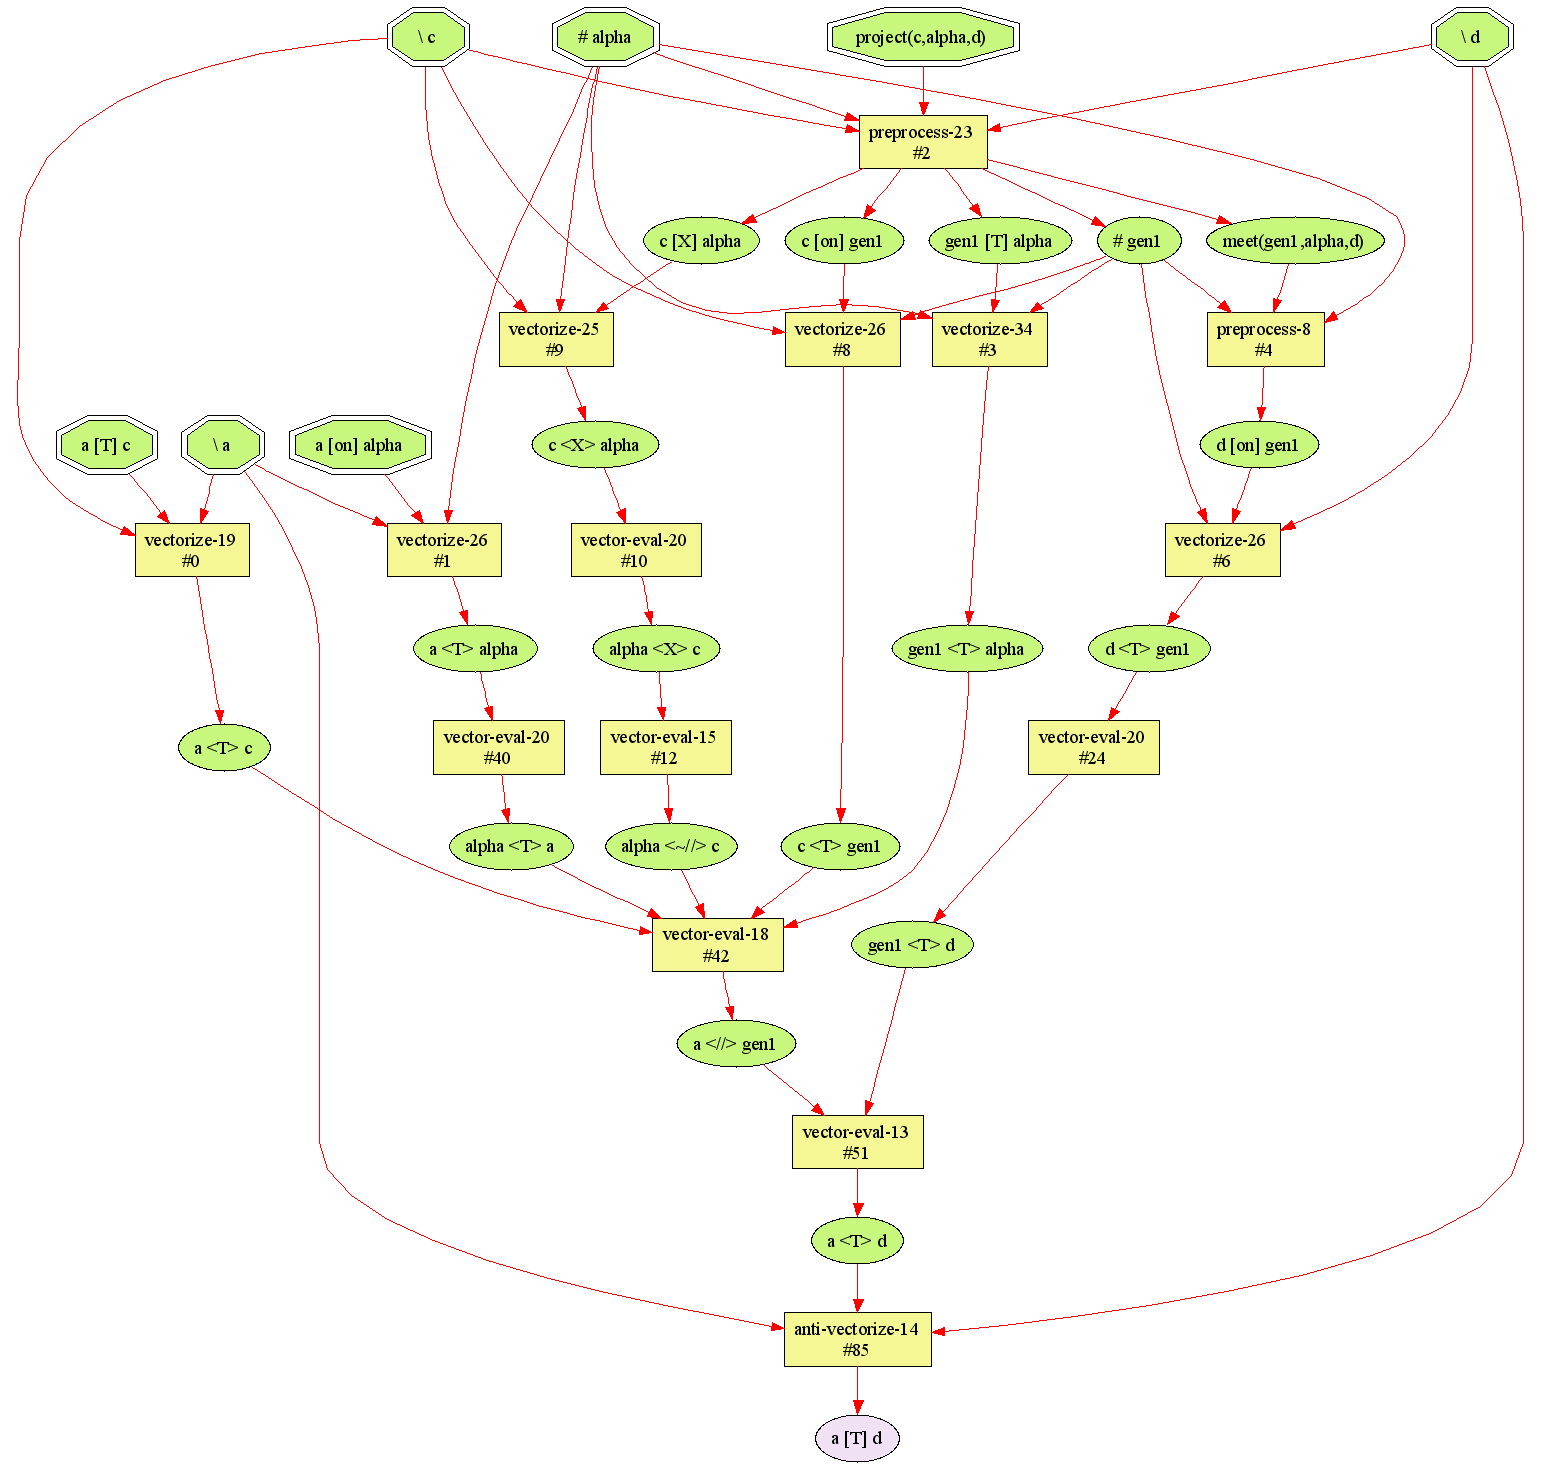 \ c
# alpha
project(c,alpha,d)
\ d
preprocess-23
#2
c [X] alpha
c [on] gen1
gen1 [T] alpha
# gen1
meet(gen1,alpha,d)
vectorize-25
#9
vectorize-26
#8
vectorize-34
#3
preprocess-8
#4
a [T] c
\ a
a [on] alpha
c <X> alpha
d [on] gen1
vectorize-19
#0
vectorize-26
#1
vector-eval-20
#10
vectorize-26
#6
a <T> alpha
alpha <X> c
gen1 <T> alpha
d <T> gen1
a <T> c
vector-eval-20
#40
vector-eval-15
#12
vector-eval-20
#24
alpha <T> a
alpha <~//> c
c <T> gen1
vector-eval-18
#42
gen1 <T> d
a <//> gen1
vector-eval-13
#51
a <T> d
anti-vectorize-14
#85
a [T] d